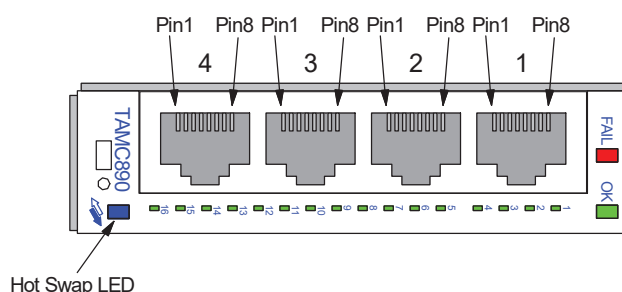 Pin1 Pin8 Pin1 Pin8 Pin1 Pin8 Pin1 Pin8
4 3 2 1
TAMC890
FAIL
OK
16 15 14 13 12 11 10 9 8 7 6 5 4 3 2 1
Hot Swap LED